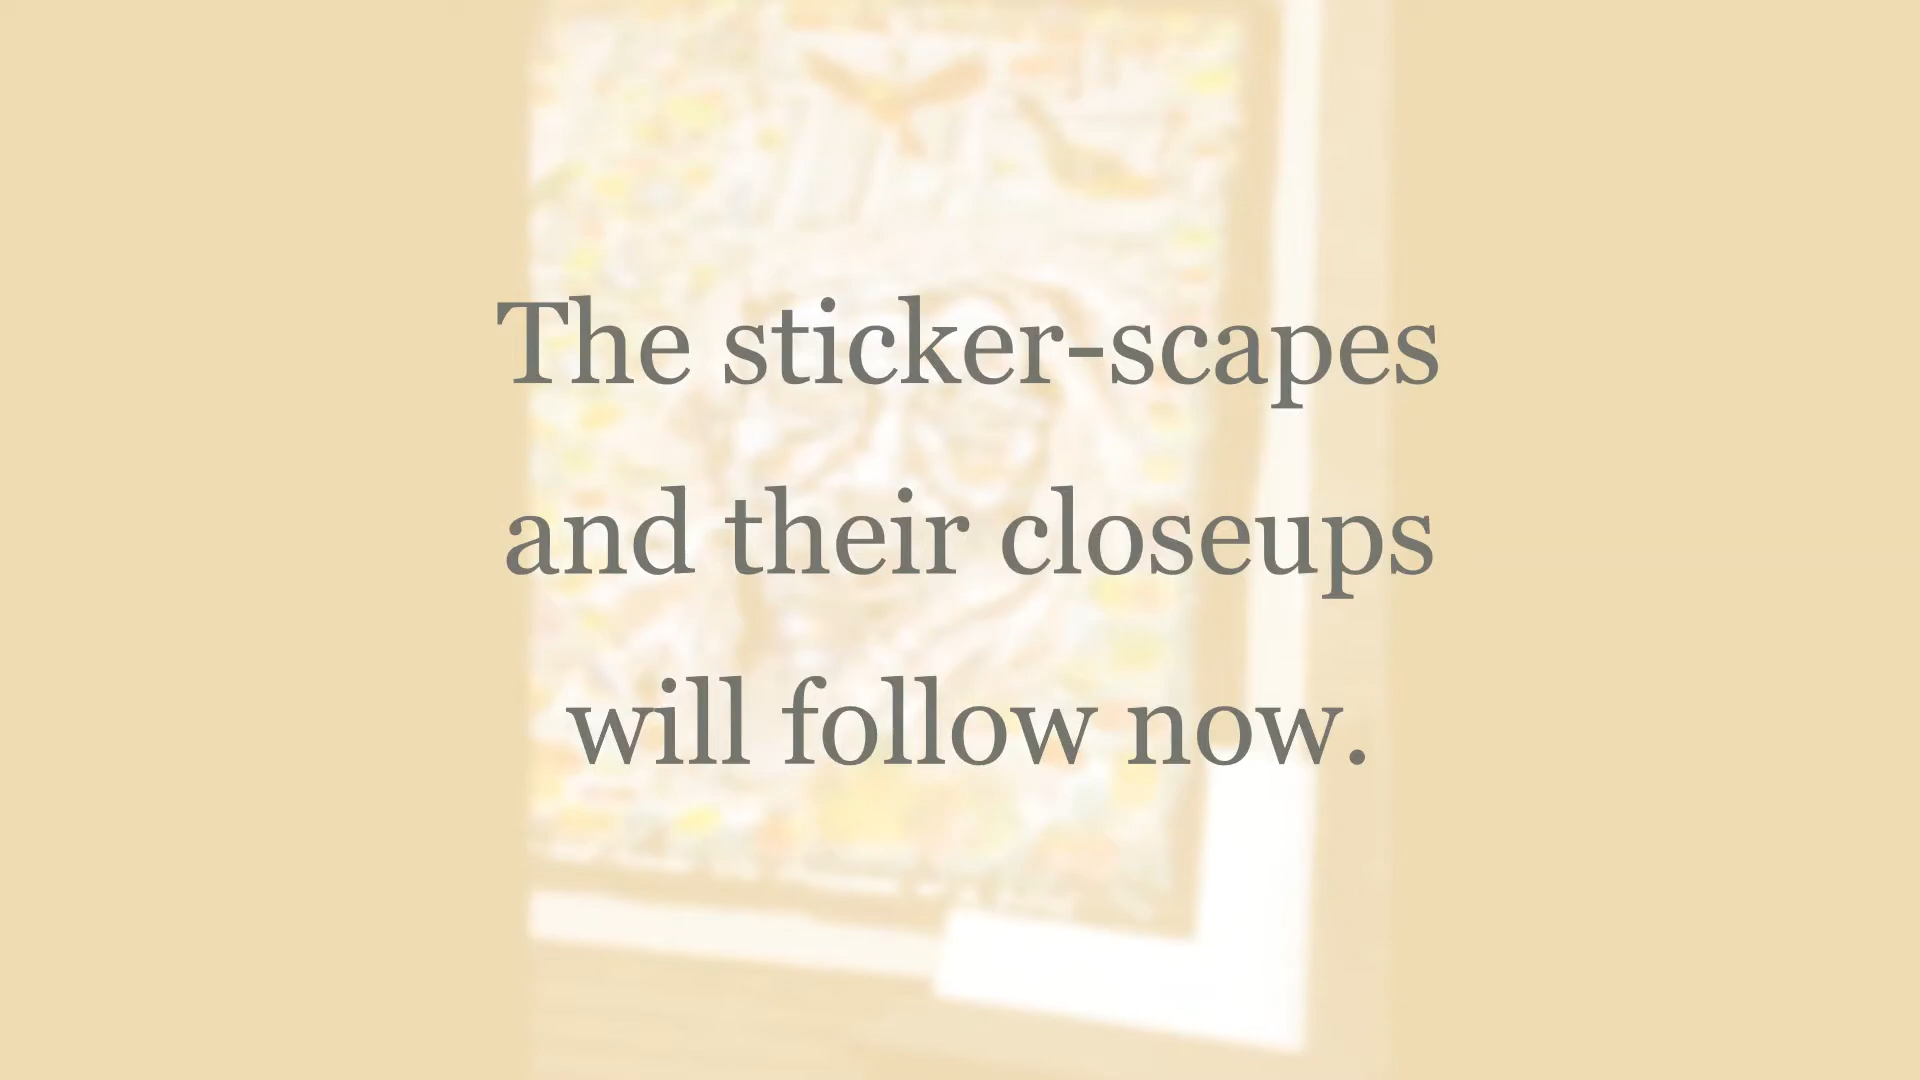 The sticker-scapes
and their closeups
will follow now.